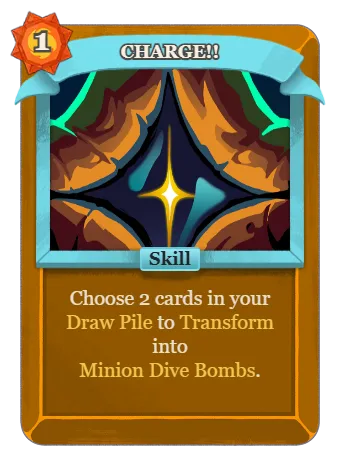 1
CHARGE!!
Skill
Choose 2 cards in your
Draw Pile to Transform
into
Minion Dive Bombs.